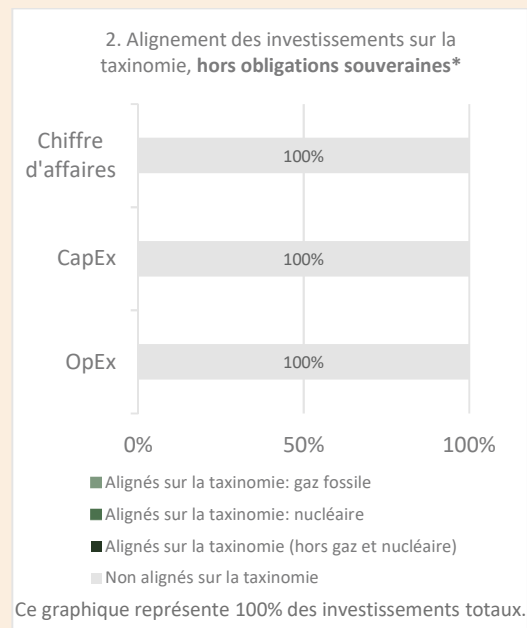 2. Alignement des investissements sur la
taxinomie, hors obligations souveraines*
Chiffre
d'affaires
100%
CapEx
100%
OpEx
100%
0%
50%
100%
Alignés sur la taxinomie: gaz fossile
Alignés sur la taxinomie: nucléaire
Alignés sur la taxinomie (hors gaz et nucléaire)
Non alignés sur la taxinomie
Ce graphique représente 100% des investissements totaux.